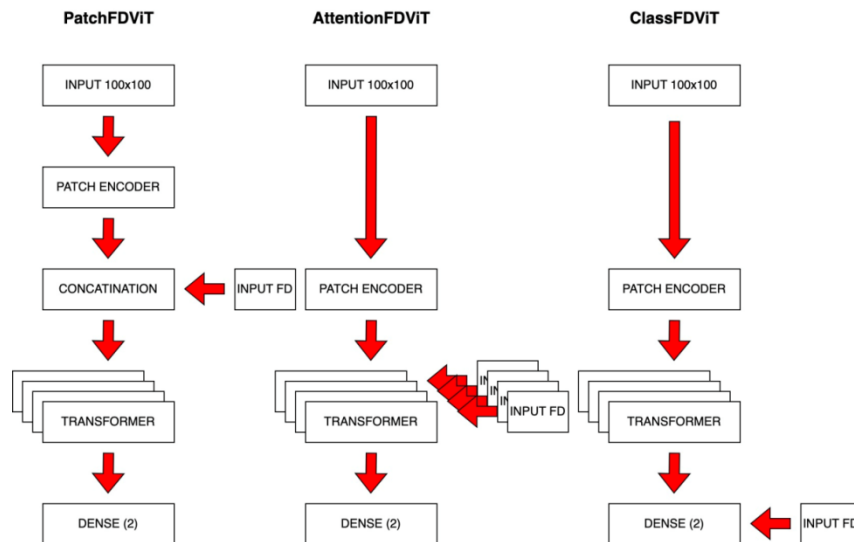 PatchFDViT
AttentionFDViT
ClassFDViT
INPUT 100x100
INPUT 100x100
INPUT 100x100
PATCH ENCODER
CONCATINATION
INPUT FD
PATCH ENCODER
PATCH ENCODER
TRANSFORMER
TRANSFORMER
INPUT FD
TRANSFORMER
DENSE (2)
DENSE (2)
DENSE (2)
INPUT FD